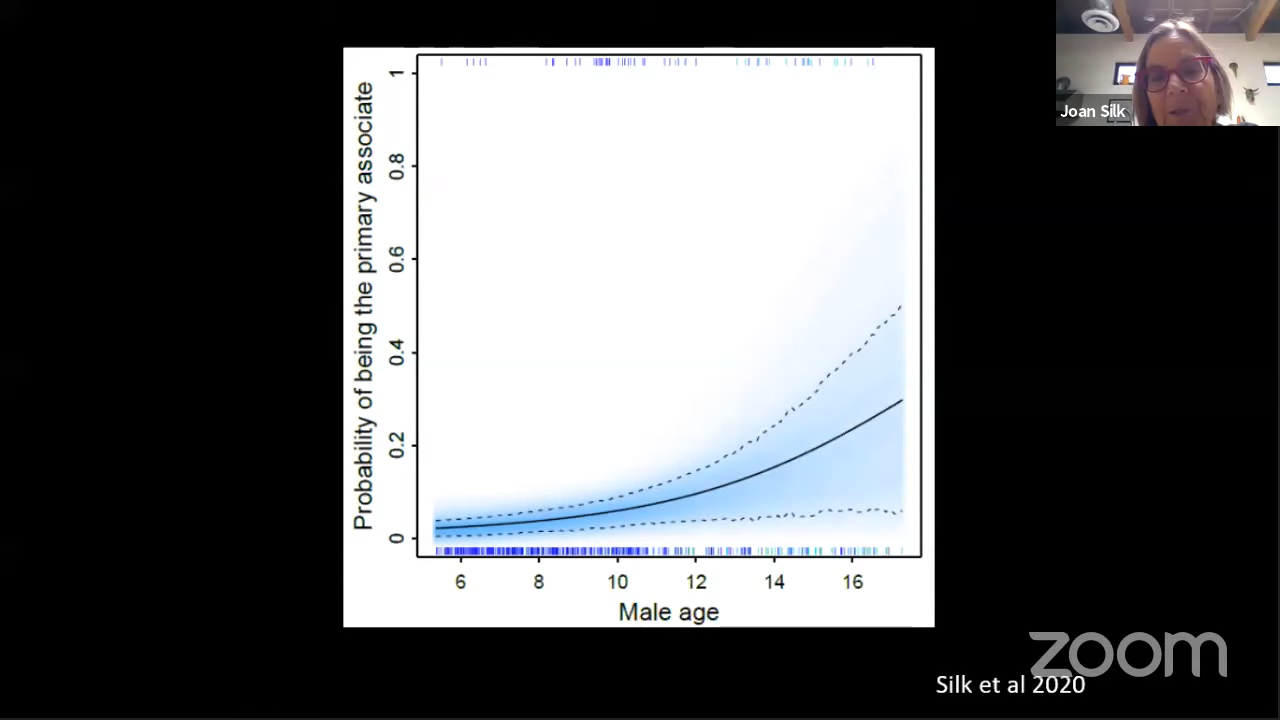 Joan Silk
Probability of being the primary associate
1
0.8
0.6
0.4
0.2
0
6 8 10 12 14 16
Male age
zoom
Silk et al 2020